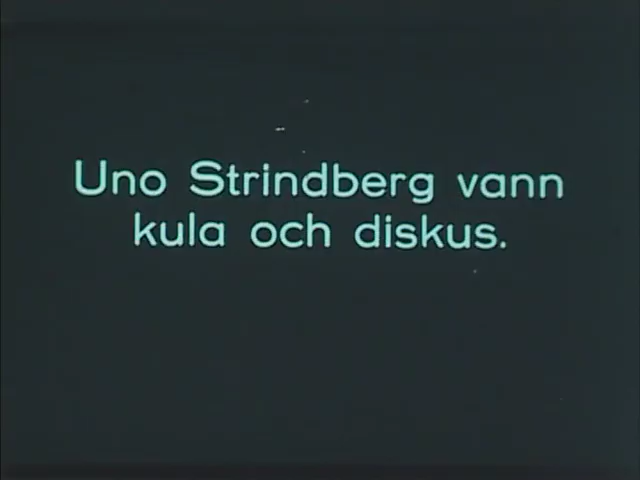 Uno Strindberg vann
kula och diskus.